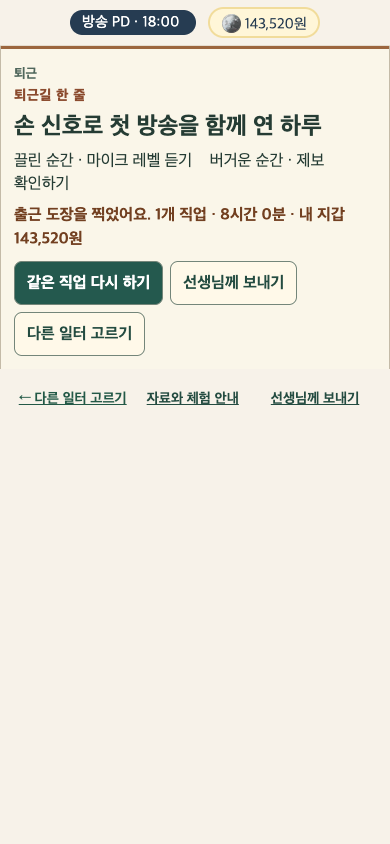 방송 PD · 18:00
143,520원
퇴근
퇴근길 한 줄
손 신호로 첫 방송을 함께 연 하루
끌린 순간 · 마이크 레벨 듣기 버거운 순간 · 제보
확인하기
출근 도장을 찍었어요. 1개 직업 · 8시간 0분 · 내 지갑
143,520원
같은 직업 다시 하기 선생님께 보내기
다른 일터 고르기
← 다른 일터 고르기 자료와 체험 안내 선생님께 보내기